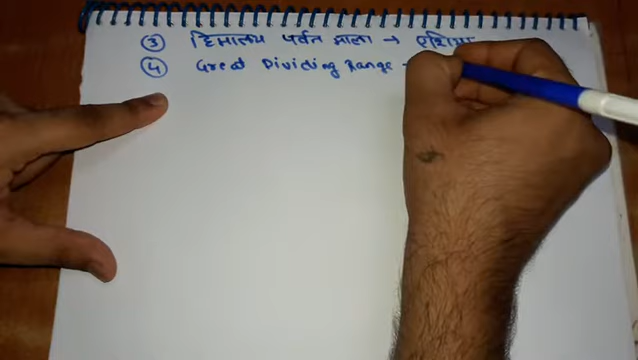 ③ हिमालय पर्वत माला → एशिया
④ Great Dividing Range